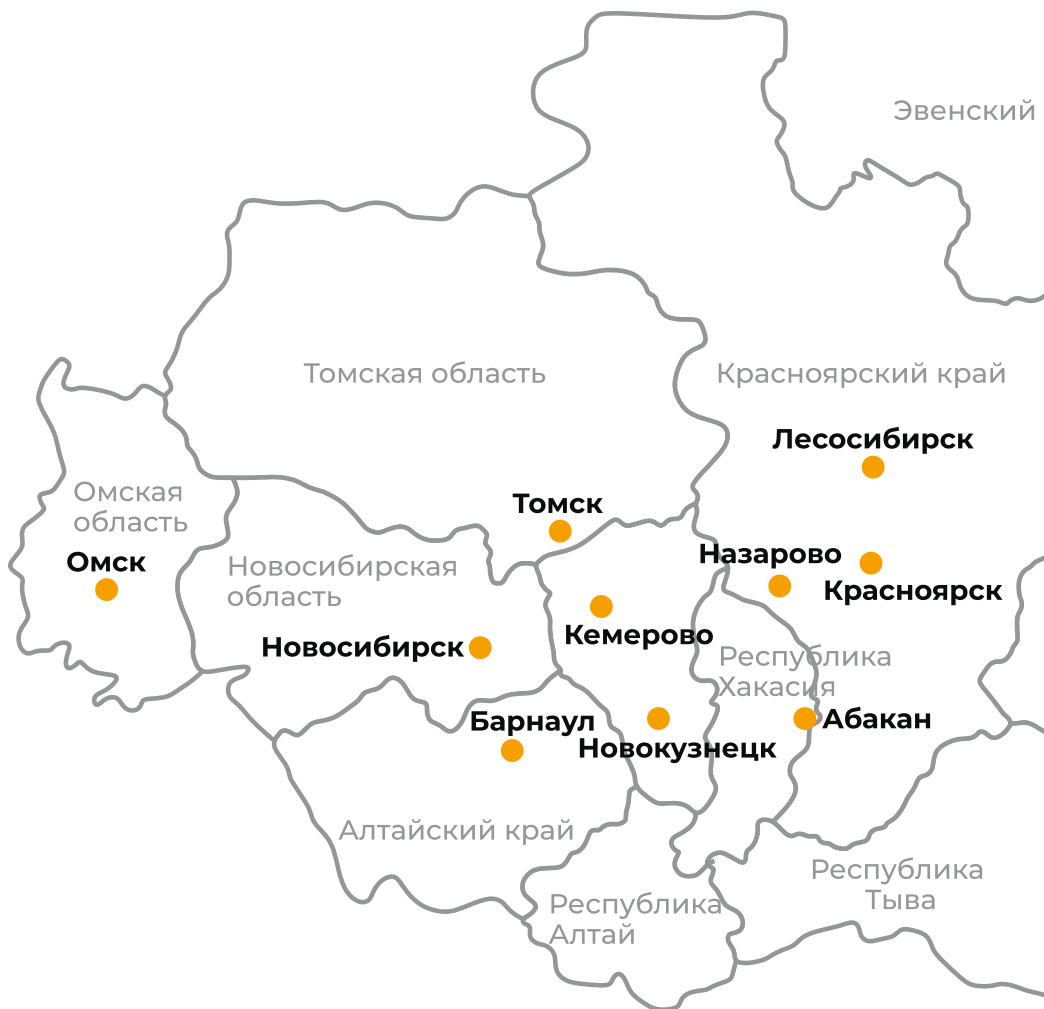 Эвенский
Томская область
Красноярский край
Лесосибирск
Омская
область
Томск
Омск
Новосибирская
область
Назарово
Красноярск
Кемерово
Новосибирск
Республика
Хакасия
Барнаул
Абакан
Новокузнецк
Алтайский край
Республика
Тыва
Республика
Алтай